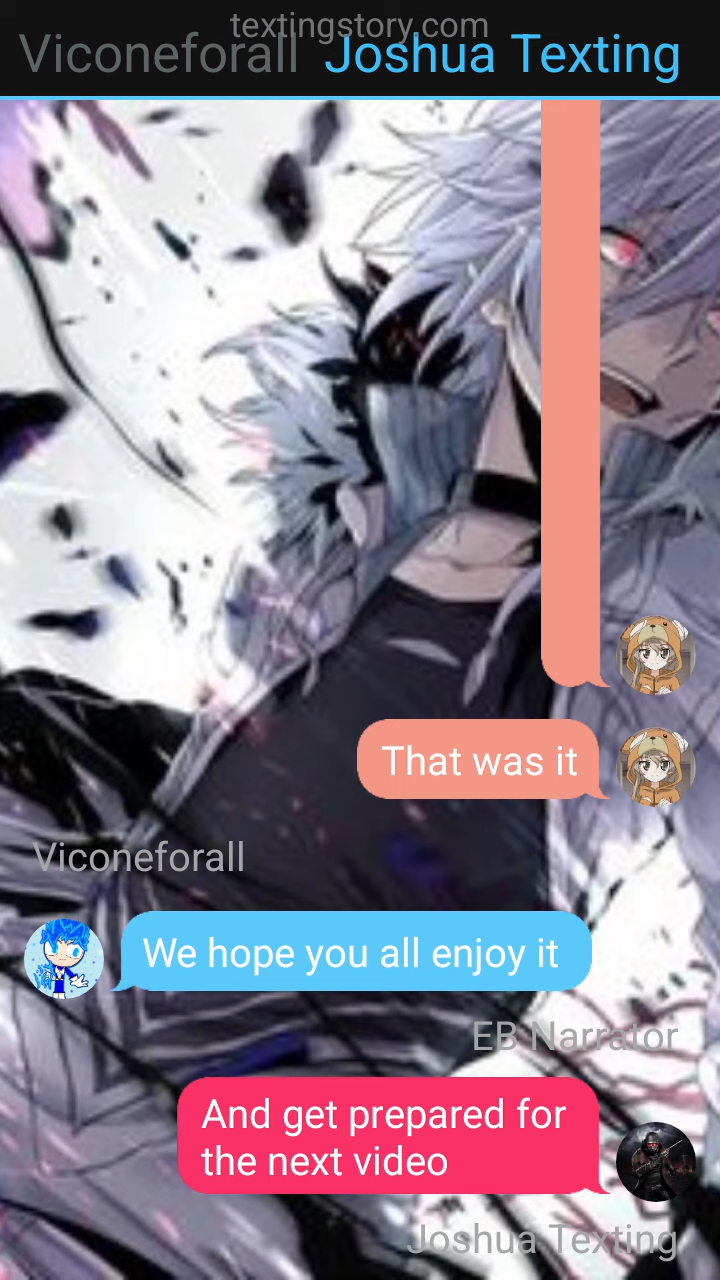 textingstory.com
Viconeforall Joshua Texting
That was it
Viconeforall
We hope you all enjoy it
EB Narrator
And get prepared for
the next video
Joshua Texting